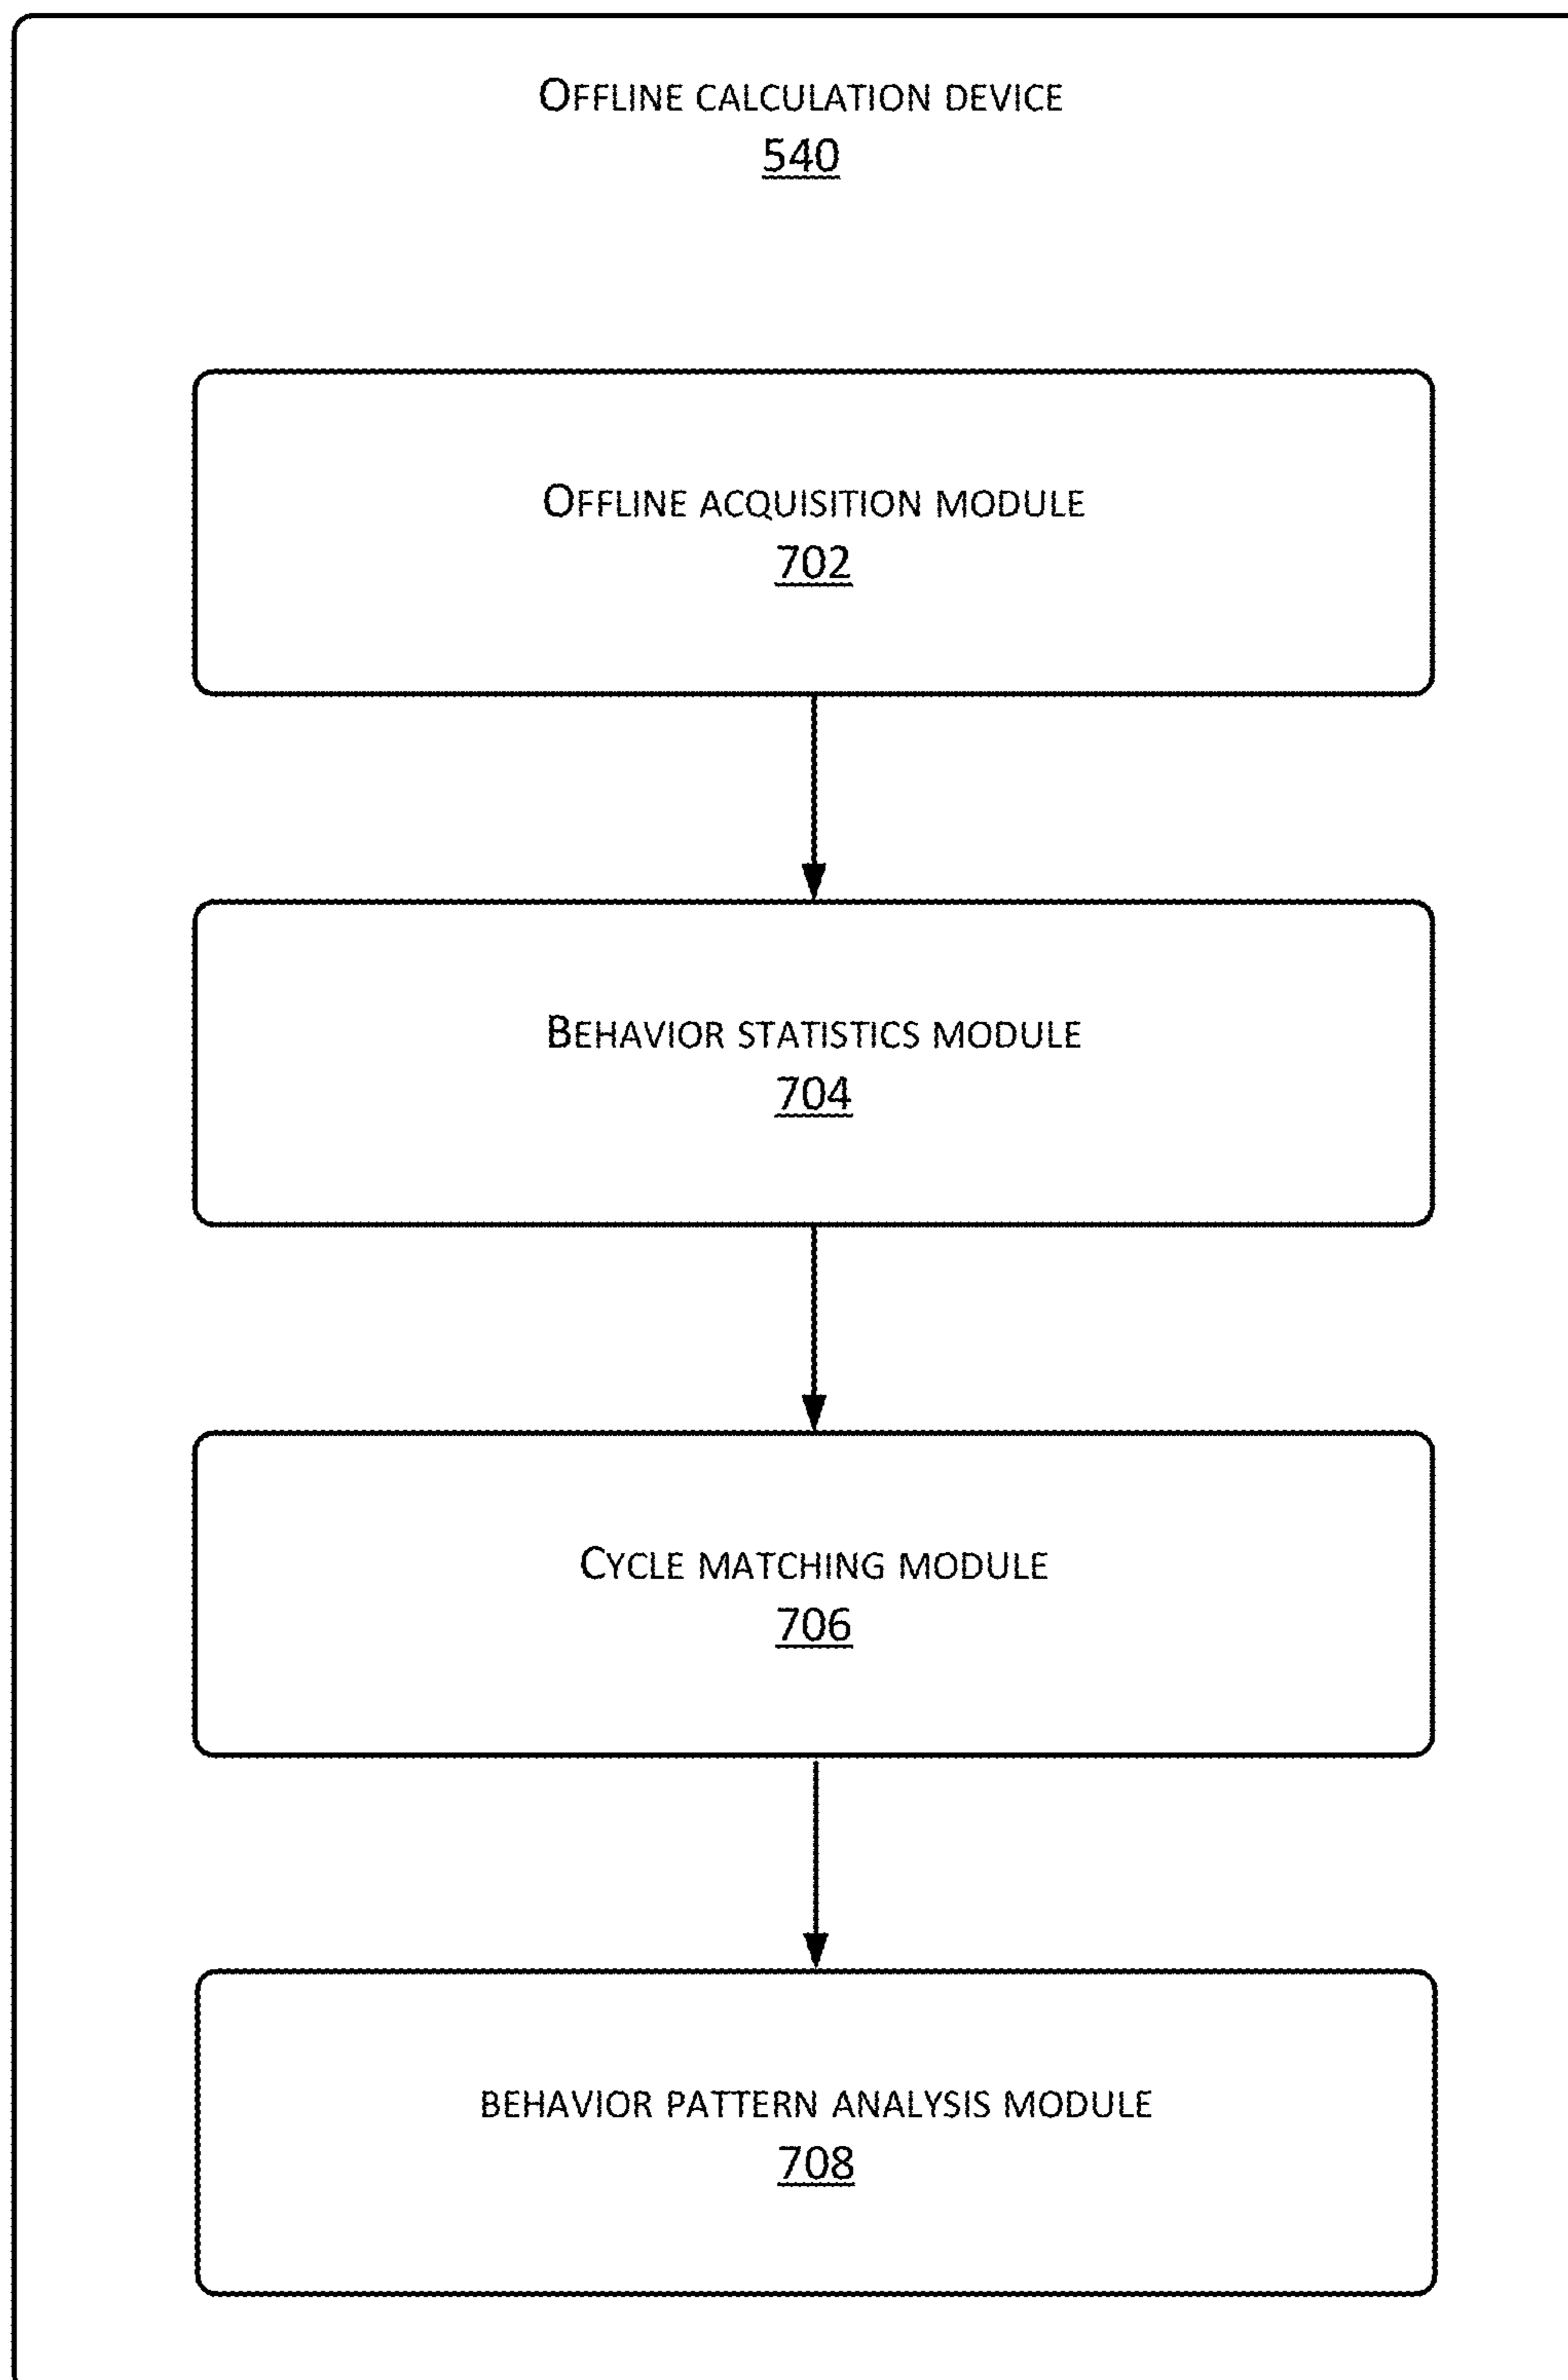 Offline calculation device
540
Offline acquisition module
702
Behavior statistics module
704
Cycle matching module
706
behavior pattern analysis module
708